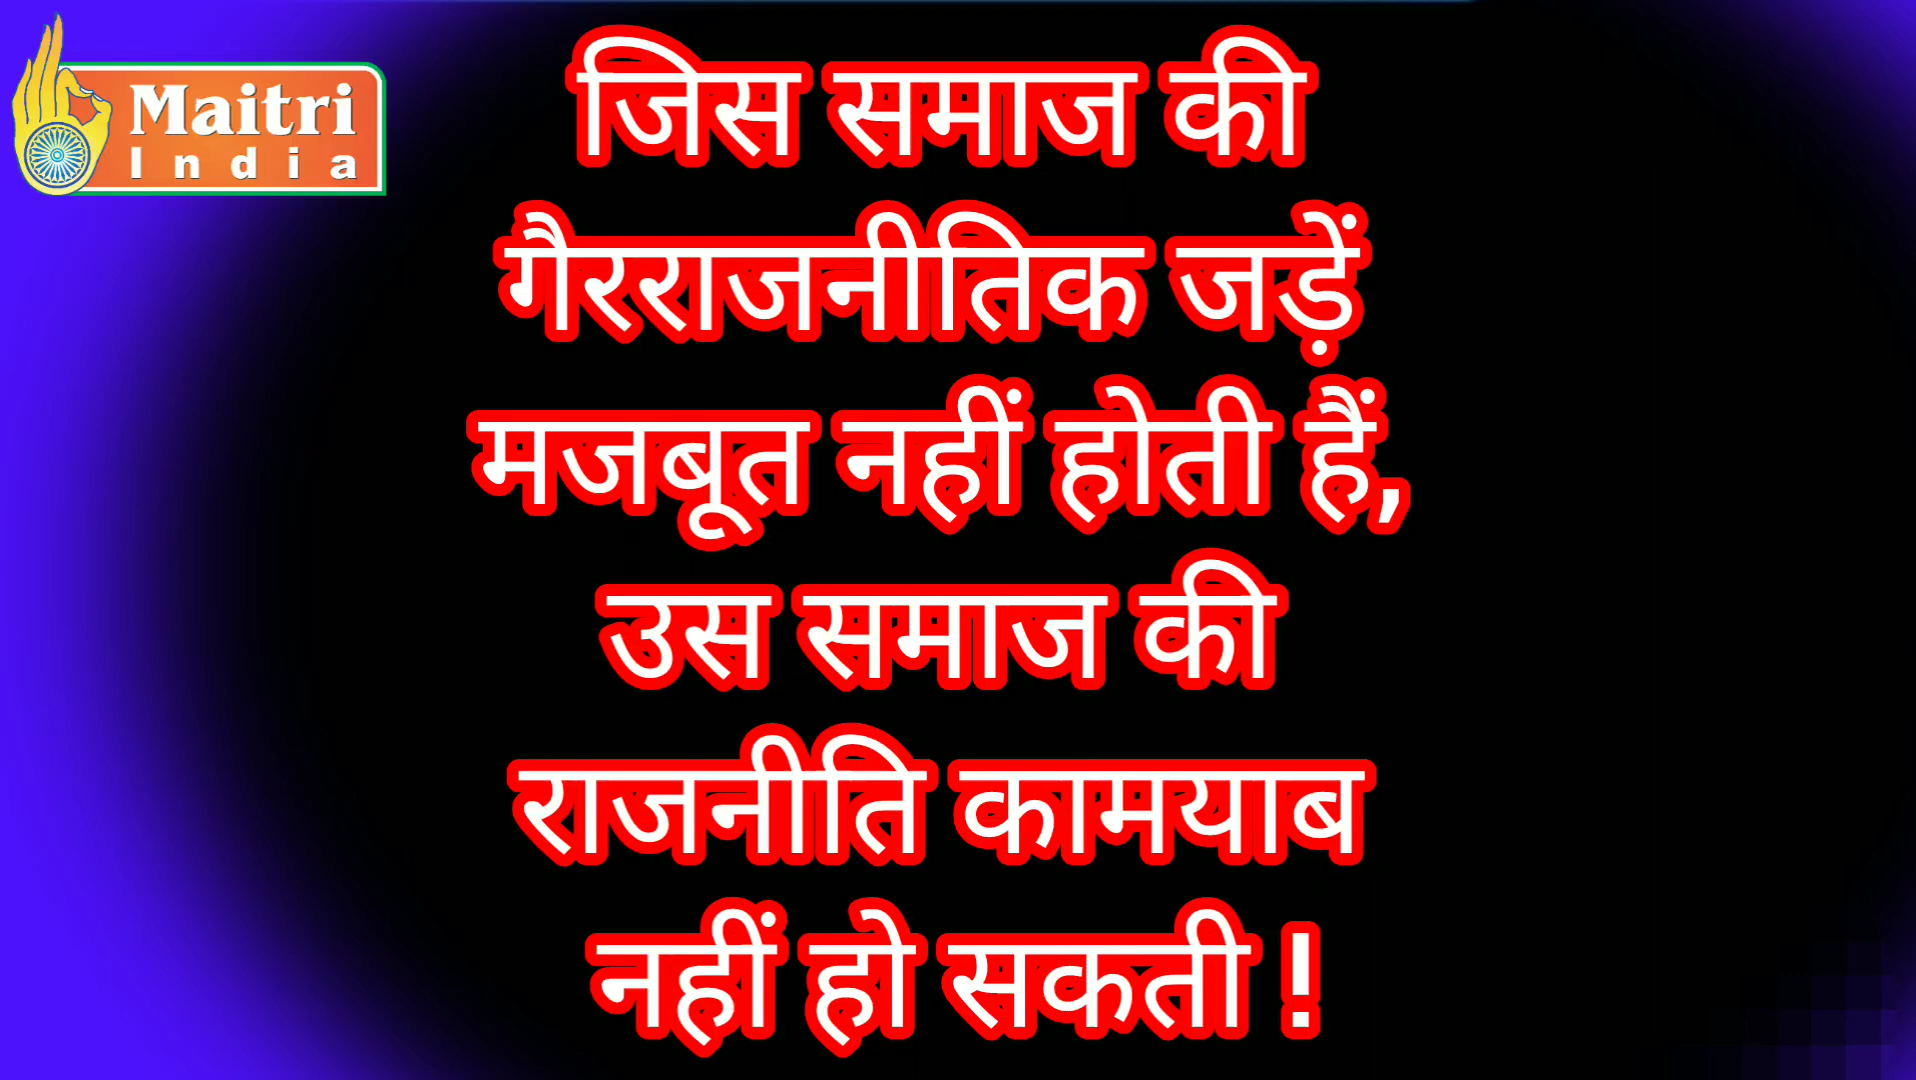 Maitri
India
जिस समाज की
गैरराजनीतिक जड़ें
मजबूत नहीं होती हैं,
उस समाज की
राजनीति कामयाब
नहीं हो सकती !